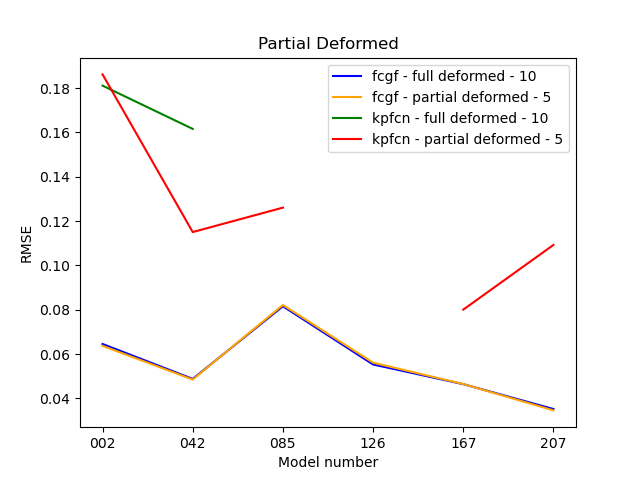 Partial Deformed
fcgf - full deformed - 10
fcgf - partial deformed - 5
kpfcn - full deformed - 10
kpfcn - partial deformed - 5
RMSE
0.18
0.16
0.14
0.12
0.10
0.08
0.06
0.04
002 042 085 126 167 207
Model number